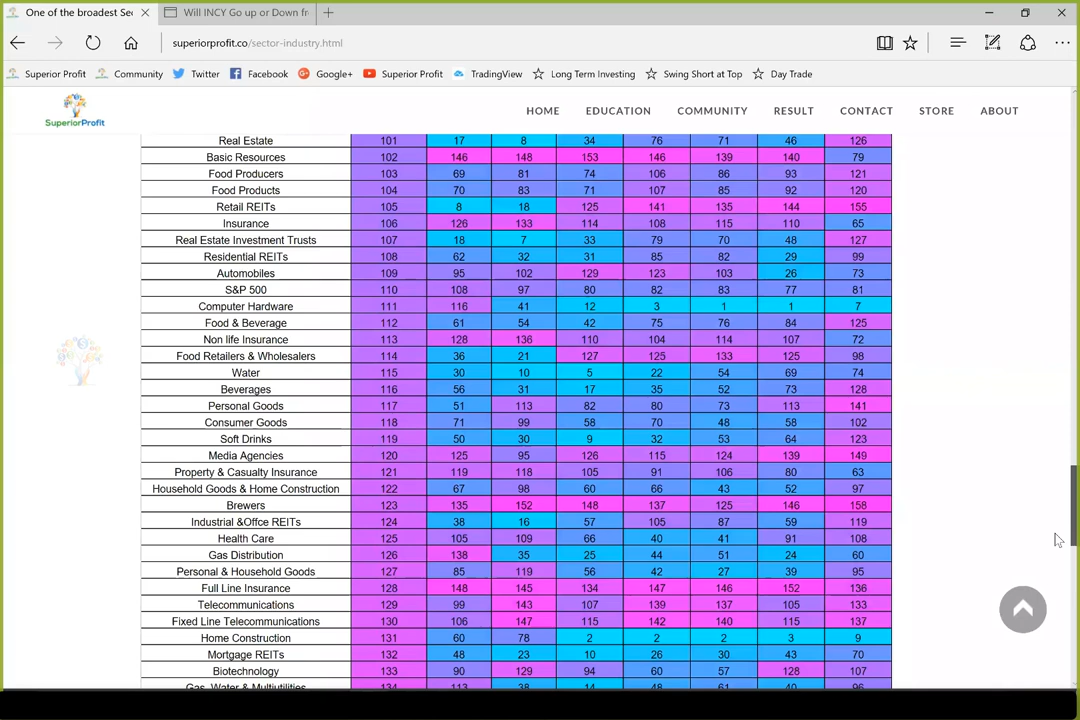 One of the broadest Sec
Will INCY Go up or Down fr
superiorprofit.co/sector-industry.html
Superior Profit Community Twitter Facebook Google+ Superior Profit TradingView Long Term Investing Swing Short at Top Day Trade
SuperiorProfit HOME EDUCATION COMMUNITY RESULT CONTACT STORE ABOUT
Real Estate 101 17 8 34 76 71 46 126
Basic Resources 102 146 148 153 146 139 140 79
Food Producers 103 69 81 74 106 86 93 121
Food Products 104 70 83 71 107 85 92 120
Retail REITs 105 8 18 125 141 135 144 155
Insurance 106 126 133 114 108 115 110 65
Real Estate Investment Trusts 107 18 7 33 79 70 48 127
Residential REITs 108 62 32 31 85 82 29 99
Automobiles 109 95 102 129 123 103 26 73
S&P 500 110 108 97 80 82 83 77 81
Computer Hardware 111 116 41 12 3 1 1 7
Food & Beverage 112 61 54 42 75 76 84 125
Non life Insurance 113 128 136 110 104 114 107 72
Food Retailers & Wholesalers 114 36 21 127 125 133 125 98
Water 115 30 10 5 22 54 69 74
Beverages 116 56 31 17 35 52 73 128
Personal Goods 117 51 113 82 80 73 113 141
Consumer Goods 118 71 99 58 70 48 58 102
Soft Drinks 119 50 30 9 32 53 64 123
Media Agencies 120 125 95 126 115 124 139 149
Property & Casualty Insurance 121 119 118 105 91 106 80 63
Household Goods & Home Construction 122 67 98 60 66 43 52 97
Brewers 123 135 152 148 137 125 146 158
Industrial &Offce REITs 124 38 16 57 105 87 59 119
Health Care 125 105 109 66 40 41 91 108
Gas Distribution 126 138 35 25 44 51 24 60
Personal & Household Goods 127 85 119 56 42 27 39 95
Full Line Insurance 128 148 145 134 147 146 152 136
Telecommunications 129 99 143 107 139 137 105 133
Fixed Line Telecommunications 130 106 147 115 142 140 115 137
Home Construction 131 60 78 2 2 2 3 9
Mortgage REITs 132 48 23 10 26 30 43 70
Biotechnology 133 90 129 94 60 57 128 107
Gas, Water & Multiutilities 134 113 38 14 48 61 40 96